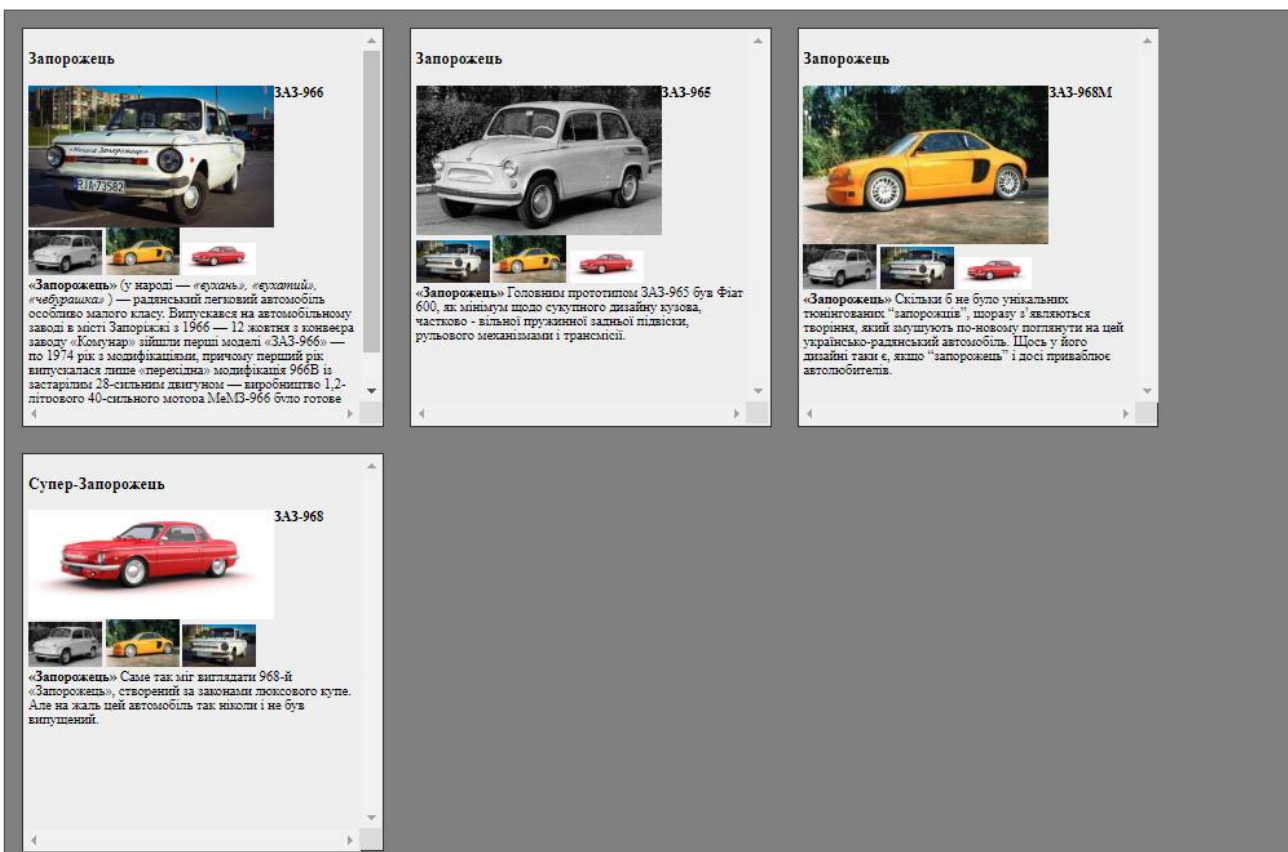 Запорожець
ЗАЗ-966
RJA 73582
«Запорожець» (у народі — «вухань», «вухатий»,
«чебурашка» ) — радянський легковий автомобіль
особливо малого класу. Випускався на автомобільному
заводі в місті Запоріжжі з 1966 — 12 жовтня з конвеєра
заводу «Комунар» зійшли перші моделі «ЗАЗ-966» —
по 1974 рік з модифікаціями, причому перший рік
випускалася лише «перехідна» модифікація 966В із
застарілим 28-сильним двигуном — виробництво 1,2-
літрового 40-сильного мотора МеМЗ-966 було готове
Запорожець
ЗАЗ-965
«Запорожець» Головним прототипом ЗАЗ-965 був Фіат
600, як мінімум щодо сукупного дизайну кузова,
частково - вільної пружинної задньої підвіски,
рульового механізмами і трансмісії.
Запорожець
ЗАЗ-968М
«Запорожець» Скільки б не було унікальних
тюнінгованих “запорожців”, щоразу з’являються
творіння, який змушують по-новому поглянути на цей
українсько-радянський автомобіль. Щось у його
дизайні таки є, якщо “запорожець” і досі приваблює
автолюбителів.
Супер-Запорожець
ЗАЗ-968
«Запорожець» Саме так міг виглядати 968-й
«Запорожець», створений за законами люксового купе.
Але на жаль цей автомобіль так ніколи і не був
випущений.